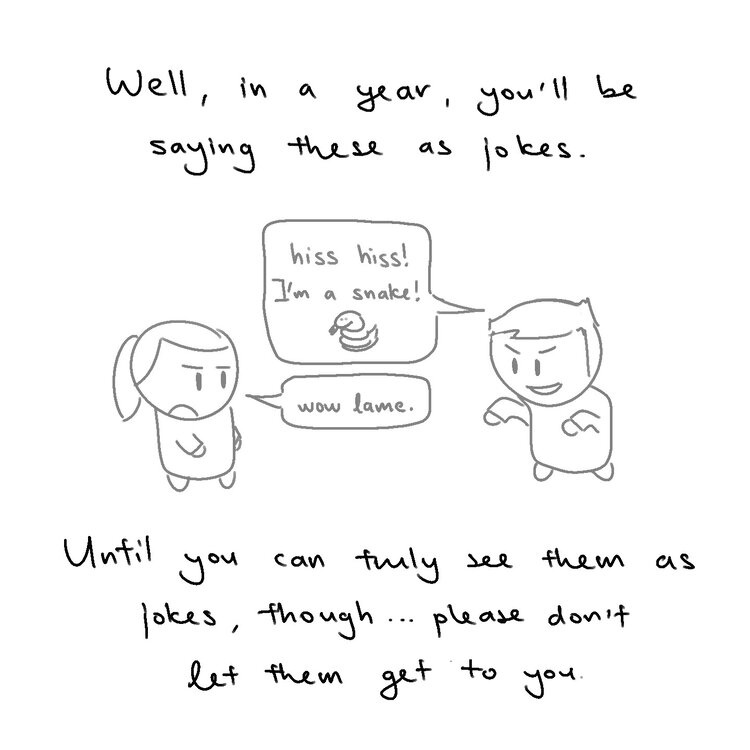 Well, in a year, you'll be
saying these as jokes.
hiss hiss!
I'm a snake!
wow lame.
Until you can truly see them as
jokes, though... please don't
let them get to you.